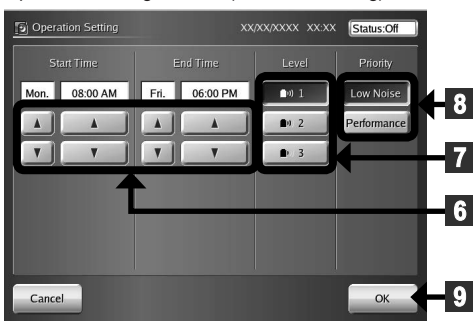 Operation Setting XX/XX/XXXX XX:XX Status:Off
Start Time End Time Level Priority
Mon. 08:00 AM Fri. 06:00 PM 1 Low Noise
8
2 Performance
3
7
6
Cancel OK 9